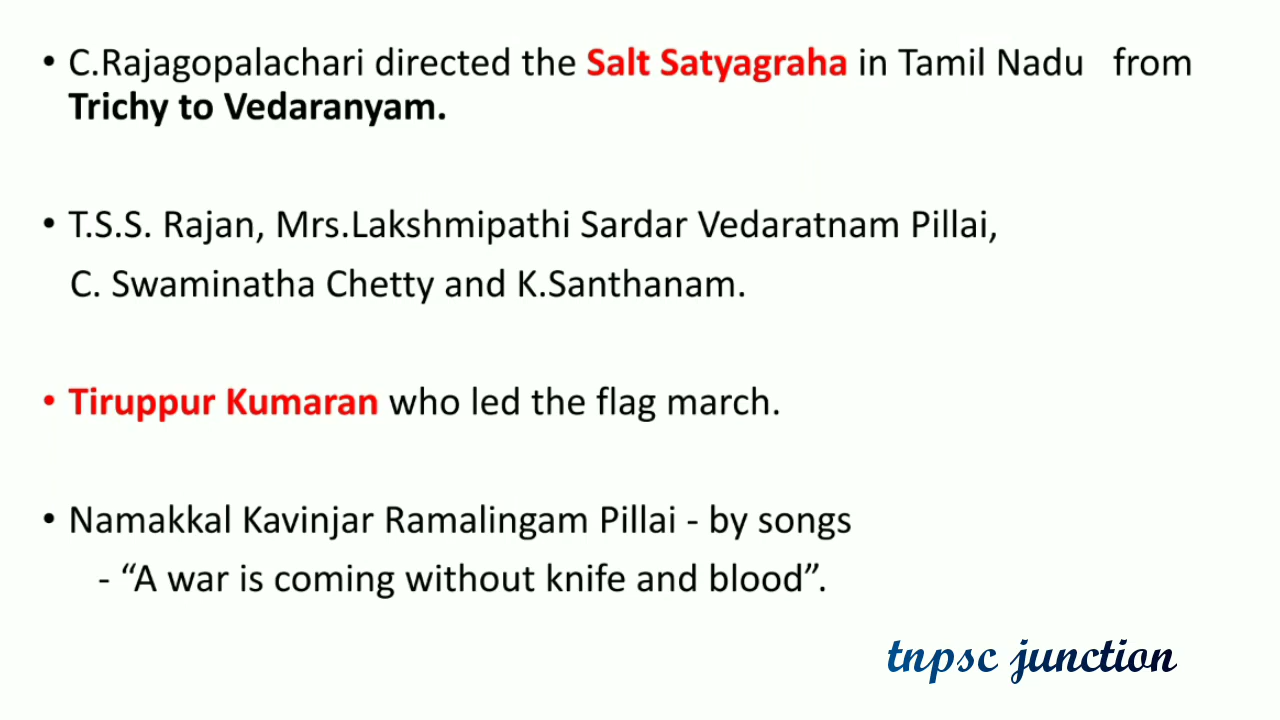 • C.Rajagopalachari directed the Salt Satyagraha in Tamil Nadu from
Trichy to Vedaranyam.
• T.S.S. Rajan, Mrs.Lakshmipathi Sardar Vedaratnam Pillai,
C. Swaminatha Chetty and K.Santhanam.
• Tiruppur Kumaran who led the flag march.
• Namakkal Kavinjar Ramalingam Pillai - by songs
- “A war is coming without knife and blood”.
tnpsc junction